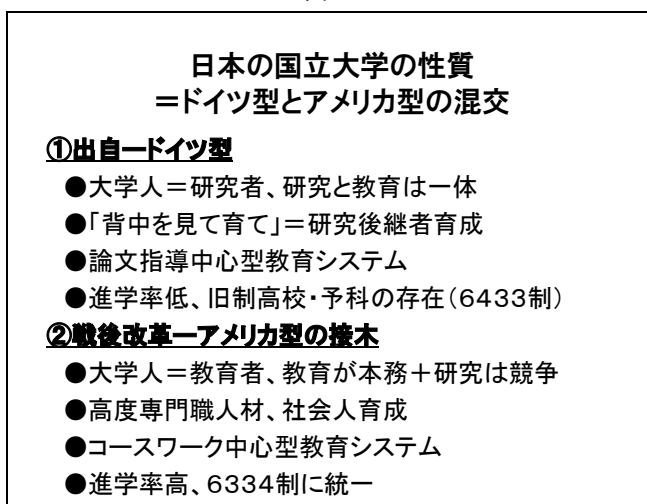 日本の国立大学の性質
＝ドイツ型とアメリカ型の混交
①出自―ドイツ型
●大学人＝研究者、研究と教育は一体
●「背中を見て育て」＝研究後継者育成
●論文指導中心型教育システム
●進学率低、旧制高校・予科の存在（６４３３制）
②戦後改革―アメリカ型の接木
●大学人＝教育者、教育が本務＋研究は競争
●高度専門職人材、社会人育成
●コースワーク中心型教育システム
●進学率高、６３３４制に統一